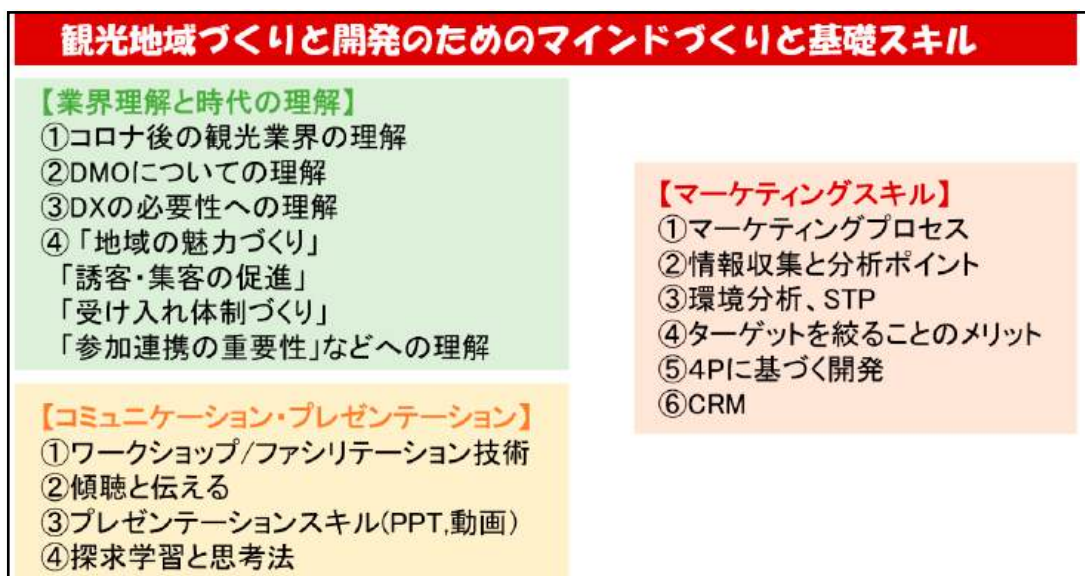 観光地域づくりと開発のためのマインドづくりと基礎スキル
【業界理解と時代の理解】
①コロナ後の観光業界の理解
②DMOについての理解
③DXの必要性への理解
④「地域の魅力づくり」
「誘客・集客の促進」
「受け入れ体制づくり」
「参加連携の重要性」などへの理解
【コミュニケーション・プレゼンテーション】
①ワークショップ/ファシリテーション技術
②傾聴と伝える
③プレゼンテーションスキル(PPT,動画)
④探求学習と思考法
【マーケティングスキル】
①マーケティングプロセス
②情報収集と分析ポイント
③環境分析、STP
④ターゲットを絞ることのメリット
⑤4Pに基づく開発
⑥CRM